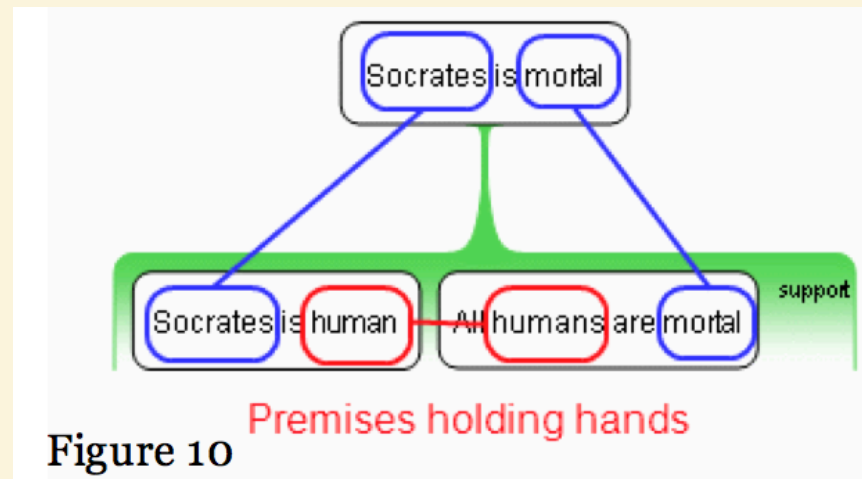 Socrates is mortal
Socrates is human
All humans are mortal
support
Premises holding hands
Figure 10